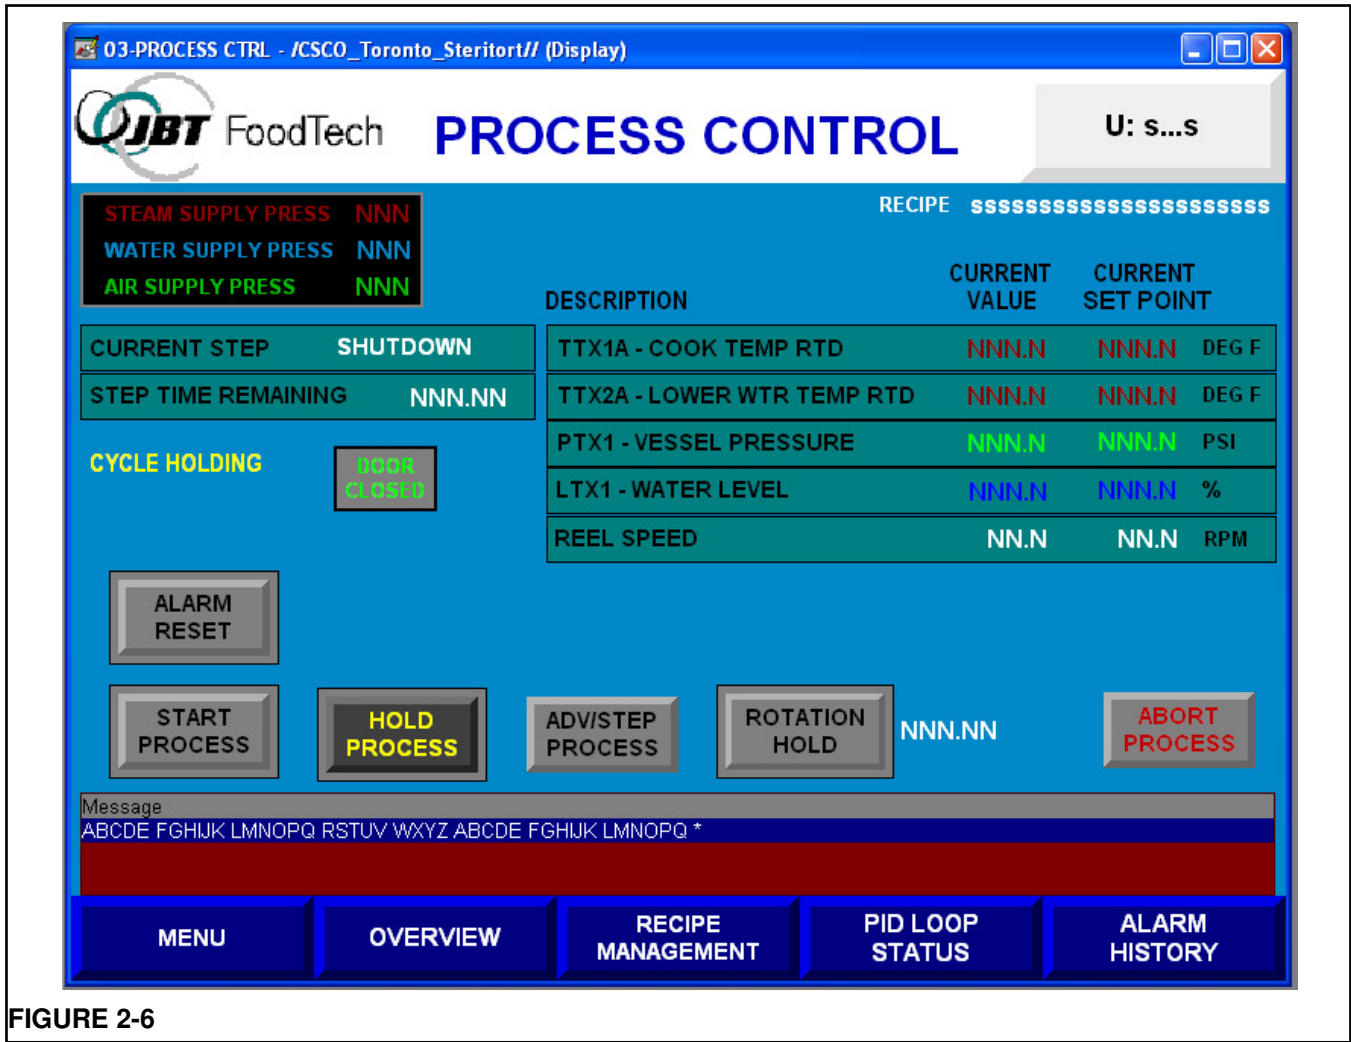 03-PROCESS CTRL - /CSCO_Toronto_Steritort// (Display)
JBT FoodTech
PROCESS CONTROL
U: s...s
STEAM SUPPLY PRESS NNN
WATER SUPPLY PRESS NNN
AIR SUPPLY PRESS NNN
RECIPE ssssssssssssssssssssssss
DESCRIPTION
CURRENT VALUE
CURRENT SET POINT
CURRENT STEP SHUTDOWN
STEP TIME REMAINING NNN.NN
TTX1A - COOK TEMP RTD NNN.N NNN.N DEG F
TTX2A - LOWER WTR TEMP RTD NNN.N NNN.N DEG F
PTX1 - VESSEL PRESSURE NNN.N NNN.N PSI
LTX1 - WATER LEVEL NNN.N NNN.N %
REEL SPEED NN.N NN.N RPM
CYCLE HOLDING
DOOR
CLOSED
ALARM
RESET
START
PROCESS
HOLD
PROCESS
ADV/STEP
PROCESS
ROTATION
HOLD
NNN.NN
ABORT
PROCESS
Message
ABCDE FGHIJK LMNOPQ RSTUV WXYZ ABCDE FGHIJK LMNOPQ *
MENU
OVERVIEW
RECIPE
MANAGEMENT
PID LOOP
STATUS
ALARM
HISTORY
FIGURE 2-6